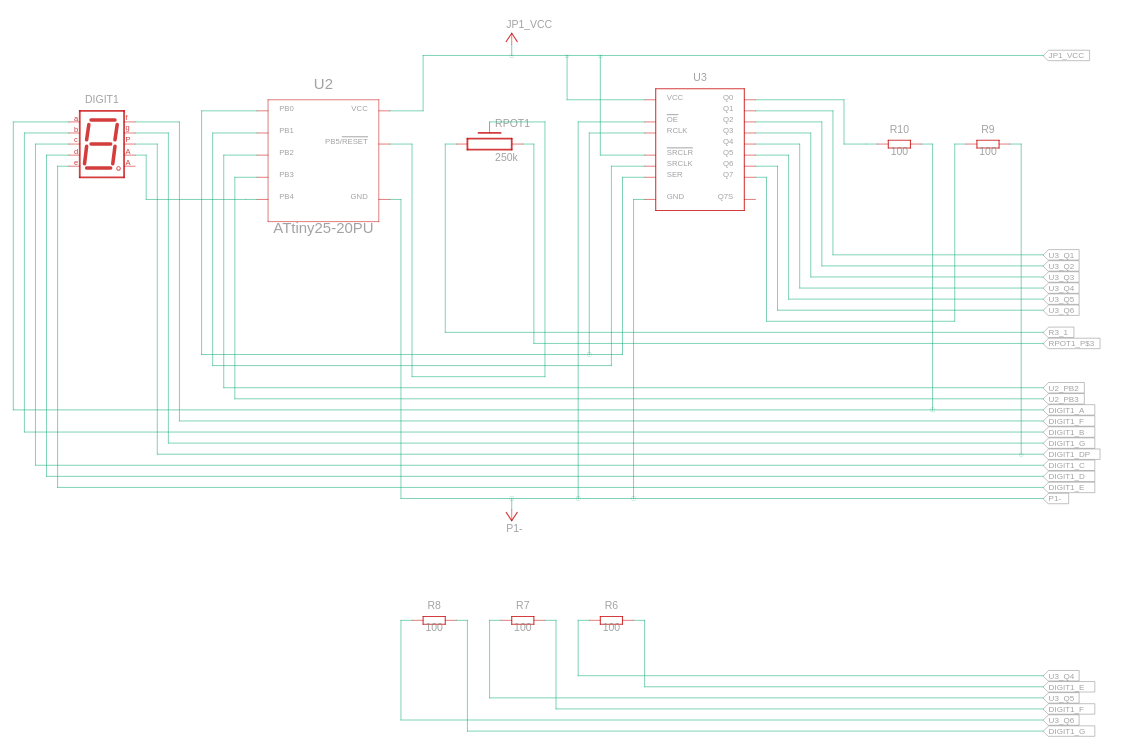 JP1_VCC
JP1_VCC
DIGIT1
a
b
c
d
e
f
g
P
A
A
U2
PB0
PB1
PB2
PB3
PB4
VCC
PB5/RESET
GND
ATtiny25-20PU
RPOT1
250k
U3
VCC
OE
RCLK
SRCLR
SRCLK
SER
GND
Q0
Q1
Q2
Q3
Q4
Q5
Q6
Q7
Q7S
R10
100
R9
100
U3_Q1
U3_Q2
U3_Q3
U3_Q4
U3_Q5
U3_Q6
R3_1
RPOT1_P$3
U2_PB2
U2_PB3
DIGIT1_A
DIGIT1_F
DIGIT1_B
DIGIT1_G
DIGIT1_DP
DIGIT1_C
DIGIT1_D
DIGIT1_E
P1-
P1-
R8
100
R7
100
R6
100
U3_Q4
DIGIT1_E
U3_Q5
DIGIT1_F
U3_Q6
DIGIT1_G